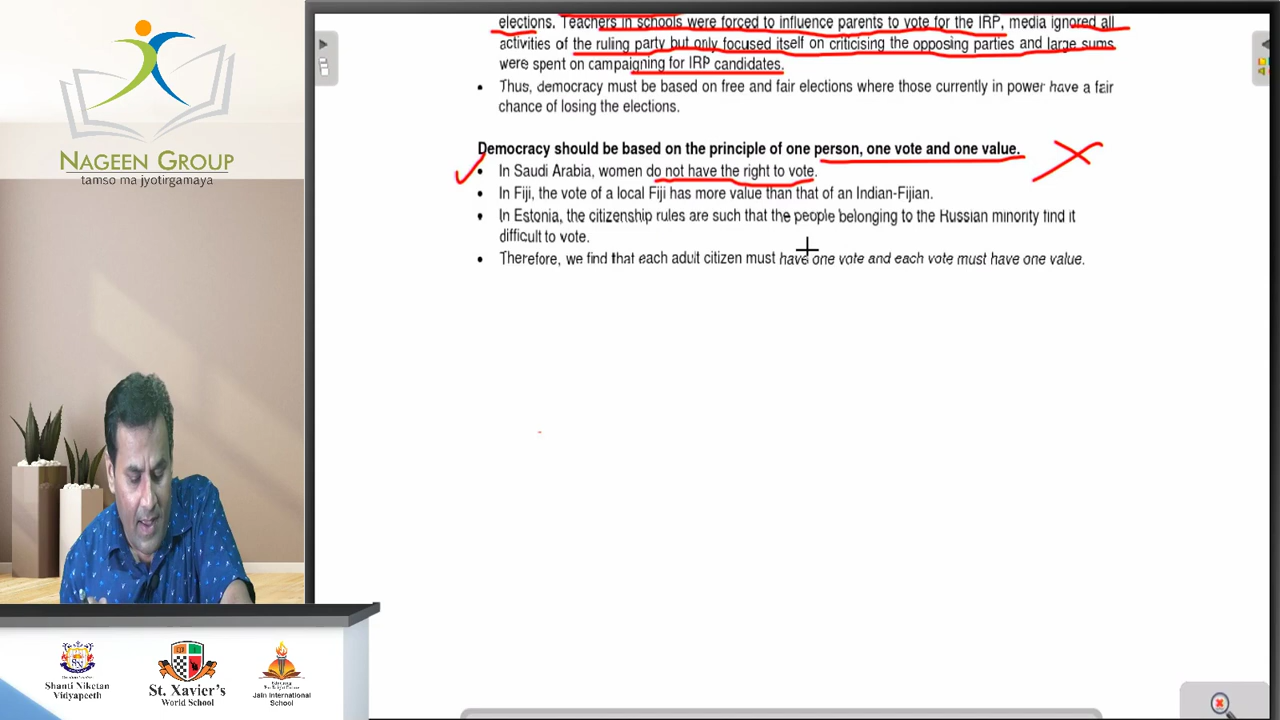 elections. Teachers in schools were forced to influence parents to vote for the IRP, media ignored all
activities of the ruling party but only focused itself on criticising the opposing parties and large sums
were spent on campaigning for IRP candidates.
• Thus, democracy must be based on free and fair elections where those currently in power have a fair
chance of losing the elections.
Democracy should be based on the principle of one person, one vote and one value.
• In Saudi Arabia, women do not have the right to vote.
• In Fiji, the vote of a local Fiji has more value than that of an Indian-Fijian.
• In Estonia, the citizenship rules are such that the people belonging to the Russian minority find it
difficult to vote.
• Therefore, we find that each adult citizen must have one vote and each vote must have one value.
NAGEEN GROUP
tamso ma jyotirgamaya
Shanti Niketan
Vidyapeeth
St. Xavier's
World School
Jain International
School